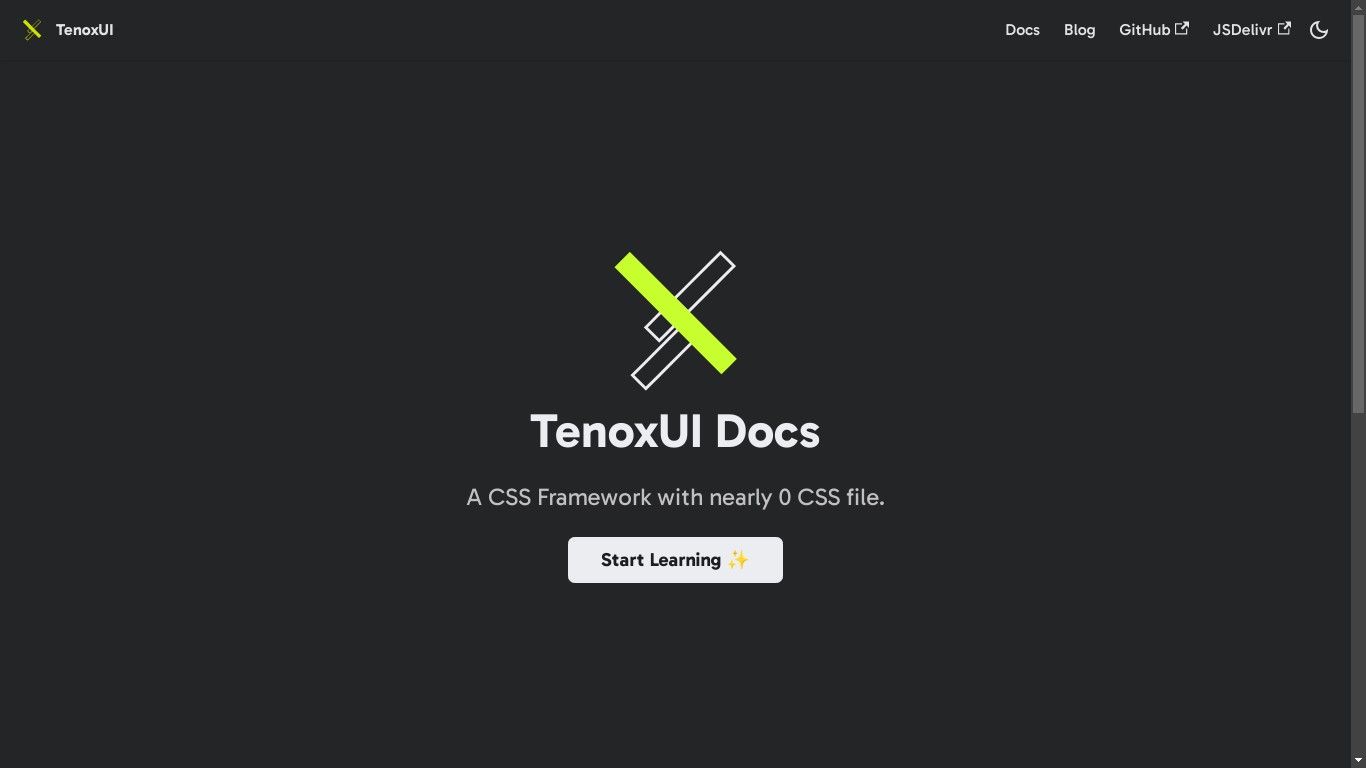 TenoxUI
Docs Blog GitHub JSDelivr
TenoxUI Docs
A CSS Framework with nearly 0 CSS file.
Start Learning ✨